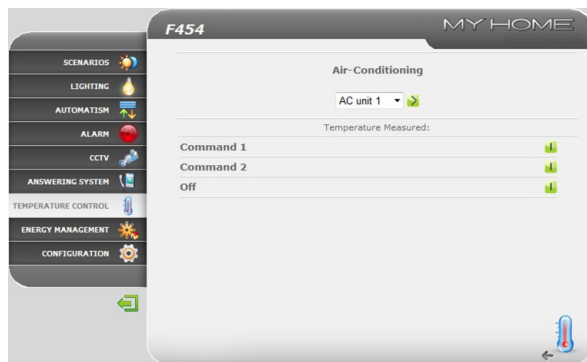 F454
MY HOME
SCENARIOS
LIGHTING
AUTOMATISM
ALARM
CCTV
ANSWERING SYSTEM
TEMPERATURE CONTROL
ENERGY MANAGEMENT
CONFIGURATION
Air-Conditioning
AC unit 1
Temperature Measured:
Command 1
Command 2
Off